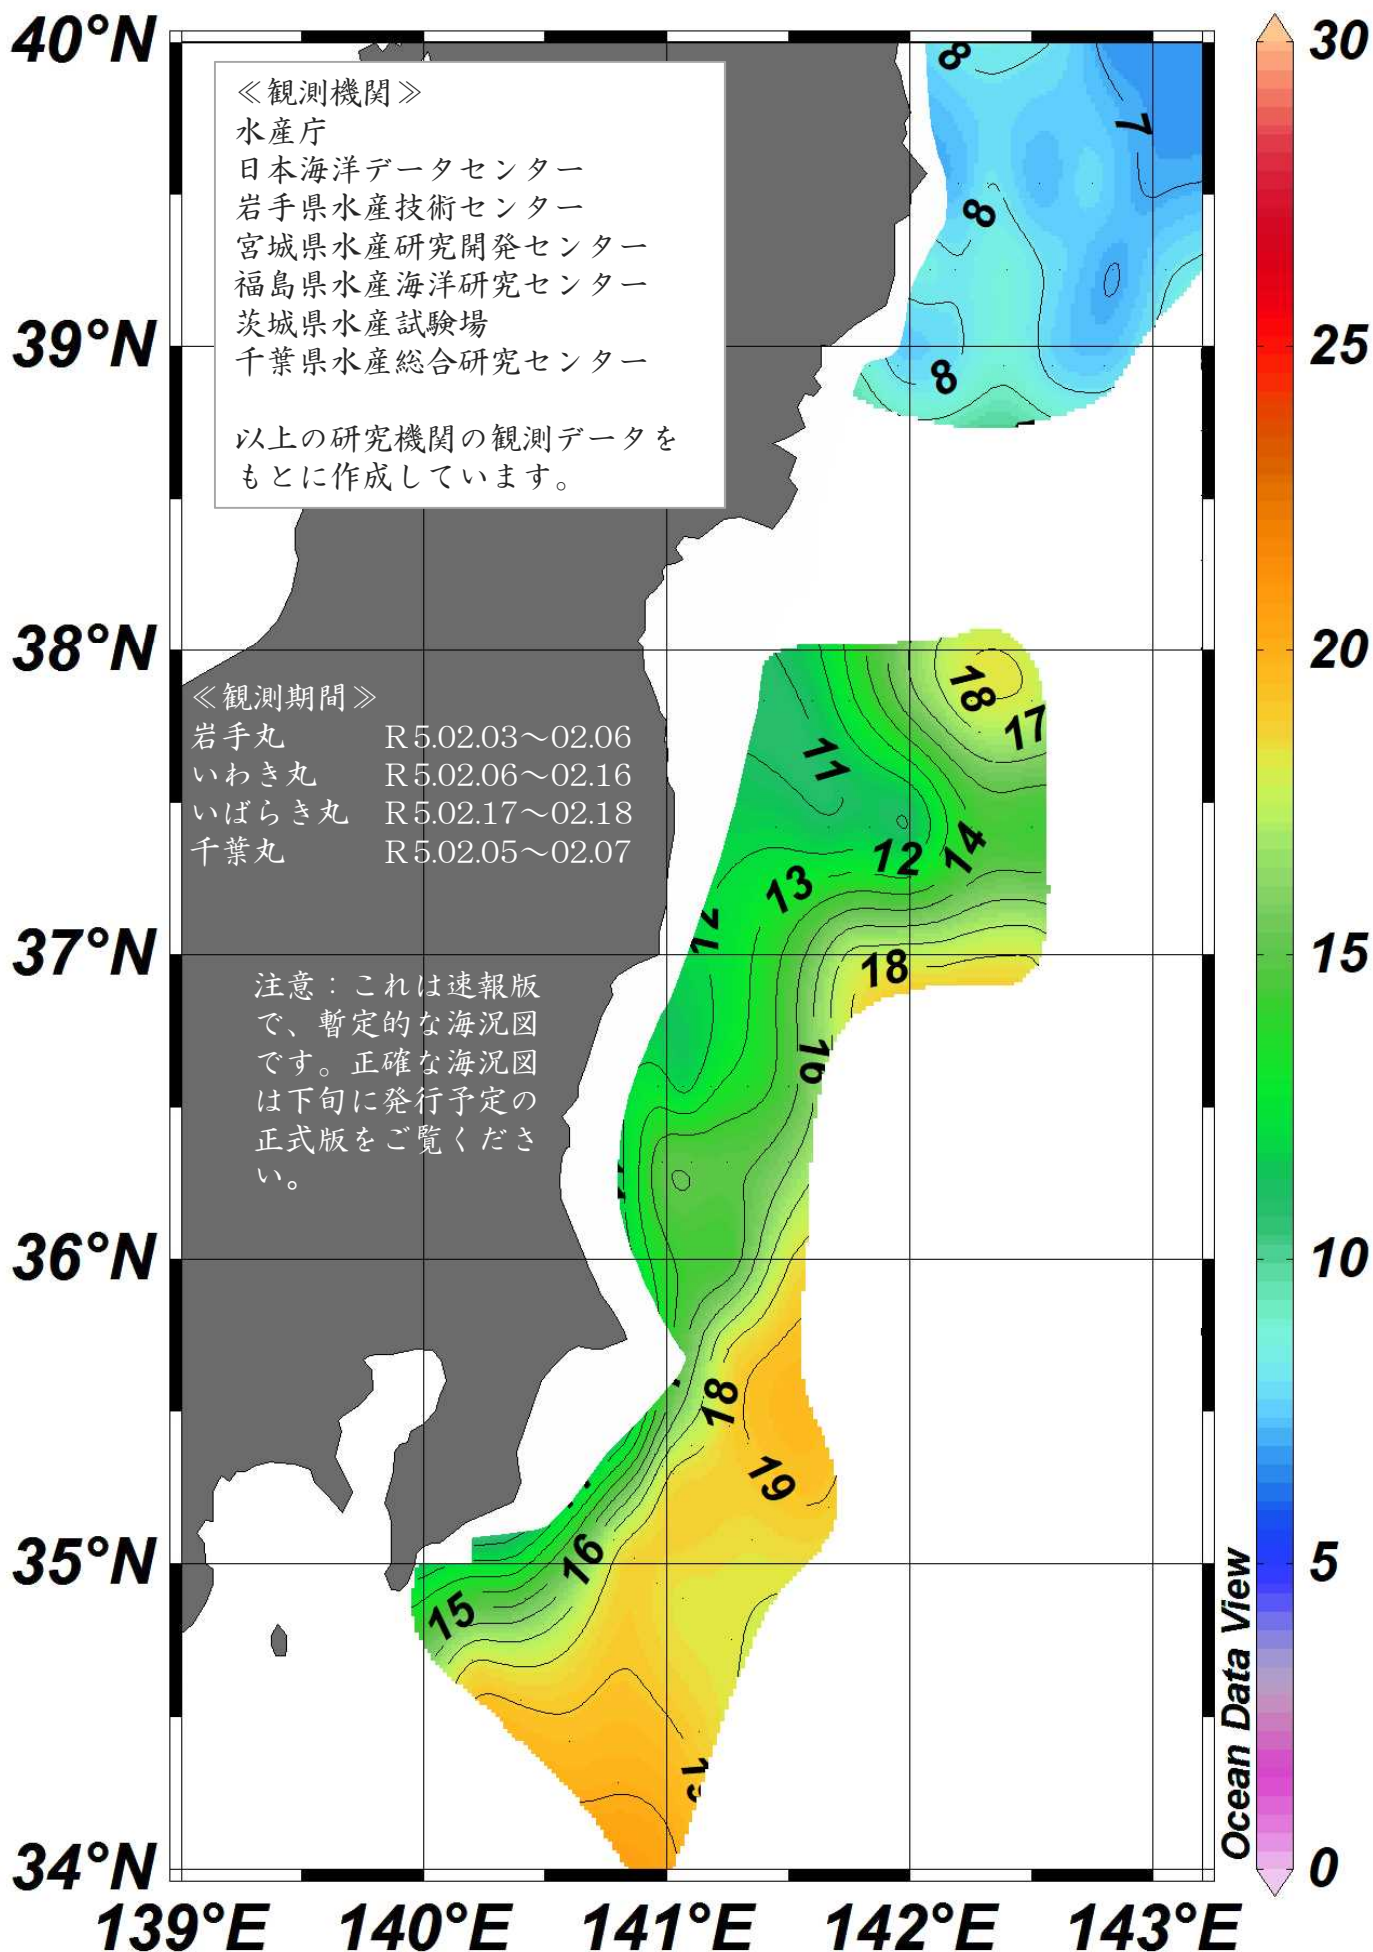 40°N
39°N
38°N
37°N
36°N
35°N
34°N
139°E
140°E
141°E
142°E
143°E
≪観測機関≫
水産庁
日本海洋データセンター
岩手県水産技術センター
宮城県水産研究開発センター
福島県水産海洋研究センター
茨城県水産試験場
千葉県水産総合研究センター
以上の研究機関の観測データを
もとに作成しています。
≪観測期間≫
岩手丸 R5.02.03～02.06
いわき丸 R5.02.06～02.16
いばらき丸 R5.02.17～02.18
千葉丸 R5.02.05～02.07
注意：これは速報版
で、暫定的な海況図
です。正確な海況図
は下旬に発行予定の
正式版をご覧くださ
い。
8
7
8
8
18
17
11
14
12
13
12
18
16
18
19
16
15
30
25
20
15
10
5
0
Ocean Data View